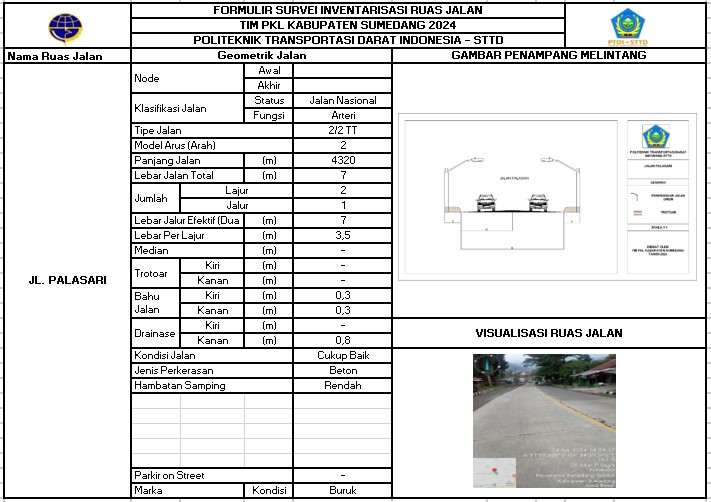 FORMULIR SURVEI INVENTARISASI RUAS JALAN
TIM PKL KABUPATEN SUMEDANG 2024
POLITEKNIK TRANSPORTASI DARAT INDONESIA - STTD
PTDI - STTD
Nama Ruas Jalan
Geometrik Jalan
GAMBAR PENAMPANG MELINTANG
JL. PALASARI
Node
Awal
Akhir
Klasifikasi Jalan
Status
Jalan Nasional
Fungsi
Arteri
Tipe Jalan
2/2 TT
Model Arus (Arah)
2
Panjang Jalan
(m)
4320
Lebar Jalan Total
(m)
7
Jumlah
Lajur
2
Jalur
1
Lebar Jalur Efektif (Dua
(m)
7
Lebar Per Lajur
(m)
3,5
Median
(m)
-
Trotoar
Kiri
(m)
-
Kanan
(m)
-
Bahu
Jalan
Kiri
(m)
0,3
Kanan
(m)
0,3
Drainase
Kiri
(m)
-
Kanan
(m)
0,8
Kondisi Jalan
Cukup Baik
Jenis Perkerasan
Beton
Hambatan Samping
Rendah
Parkir on Street
-
Marka
Kondisi
Buruk
JALAN PALASARI
POLITEKNIK TRANSPORTASI DARAT
INDONESIA-STTD
JALAN PALASARI
PENERANGAN JALAN
UMUM
TROTOAR
SKALA 1:1
DIBUAT OLEH
TIM PKL KABUPATEN SUMEDANG
TAHUN 2024
VISUALISASI RUAS JALAN